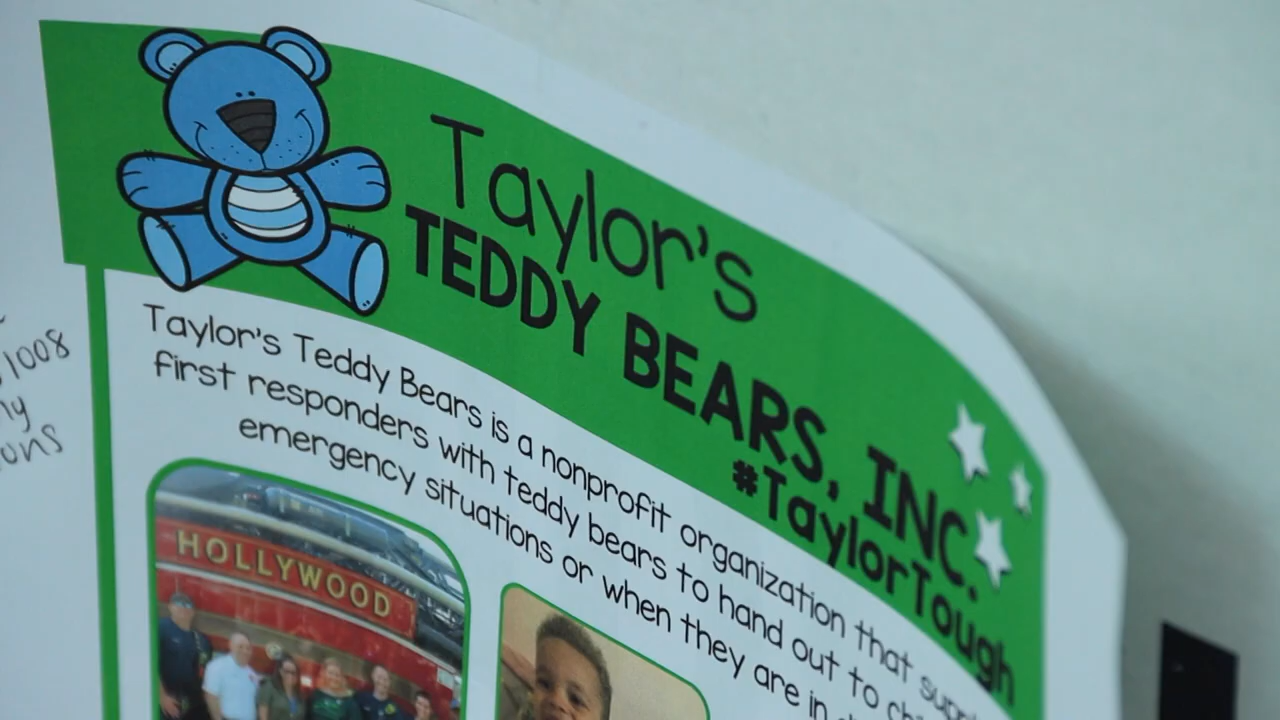 Taylor's
TEDDY BEARS, INC.
#TaylorTough
Taylor's Teddy Bears is a nonprofit organization that
first responders with teddy bears to hand out to
emergency situations or when they are in
HOLLYWOOD
1008